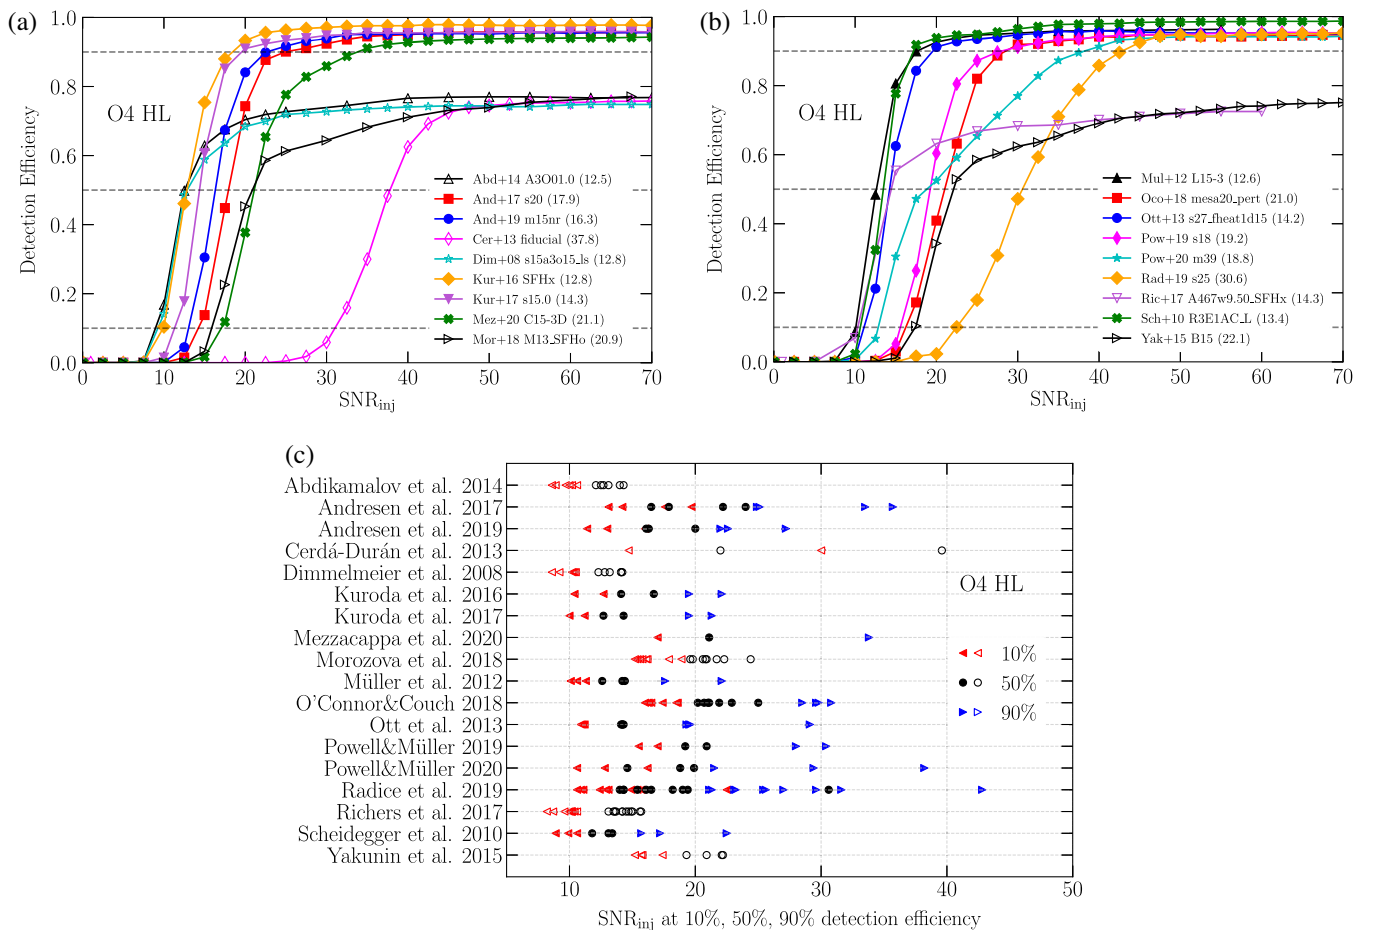 (a)
1.0
0.8
0.6
0.4
0.2
0.0
Detection Efficiency
O4 HL
Abd+14 A3O01.0 (12.5)
And+17 s20 (17.9)
And+19 m15nr (16.3)
Cer+13 fiducial (37.8)
Dim+08 s15a3o15_ls (12.8)
Kur+16 SFHx (12.8)
Kur+17 s15.0 (14.3)
Mez+20 C15-3D (21.1)
Mor+18 M13_SFHo (20.9)
0 10 20 30 40 50 60 70
SNRinj
(b)
1.0
0.8
0.6
0.4
0.2
0.0
Detection Efficiency
O4 HL
Mul+12 L15-3 (12.6)
Oco+18 mesa20_pert (21.0)
Ott+13 s27_fheat1d15 (14.2)
Pow+19 s18 (19.2)
Pow+20 m39 (18.8)
Rad+19 s25 (30.6)
Ric+17 A467w9.50_SFHx (14.3)
Sch+10 R3E1AC_L (13.4)
Yak+15 B15 (22.1)
0 10 20 30 40 50 60 70
SNRinj
(c)
Abdikamalov et al. 2014
Andresen et al. 2017
Andresen et al. 2019
Cerdá-Durán et al. 2013
Dimmelmeier et al. 2008
Kuroda et al. 2016
Kuroda et al. 2017
Mezzacappa et al. 2020
Morozova et al. 2018
Müller et al. 2012
O'Connor&Couch 2018
Ott et al. 2013
Powell&Müller 2019
Powell&Müller 2020
Radice et al. 2019
Richers et al. 2017
Scheidegger et al. 2010
Yakunin et al. 2015
O4 HL
10%
50%
90%
10 20 30 40 50
SNRinj at 10%, 50%, 90% detection efficiency